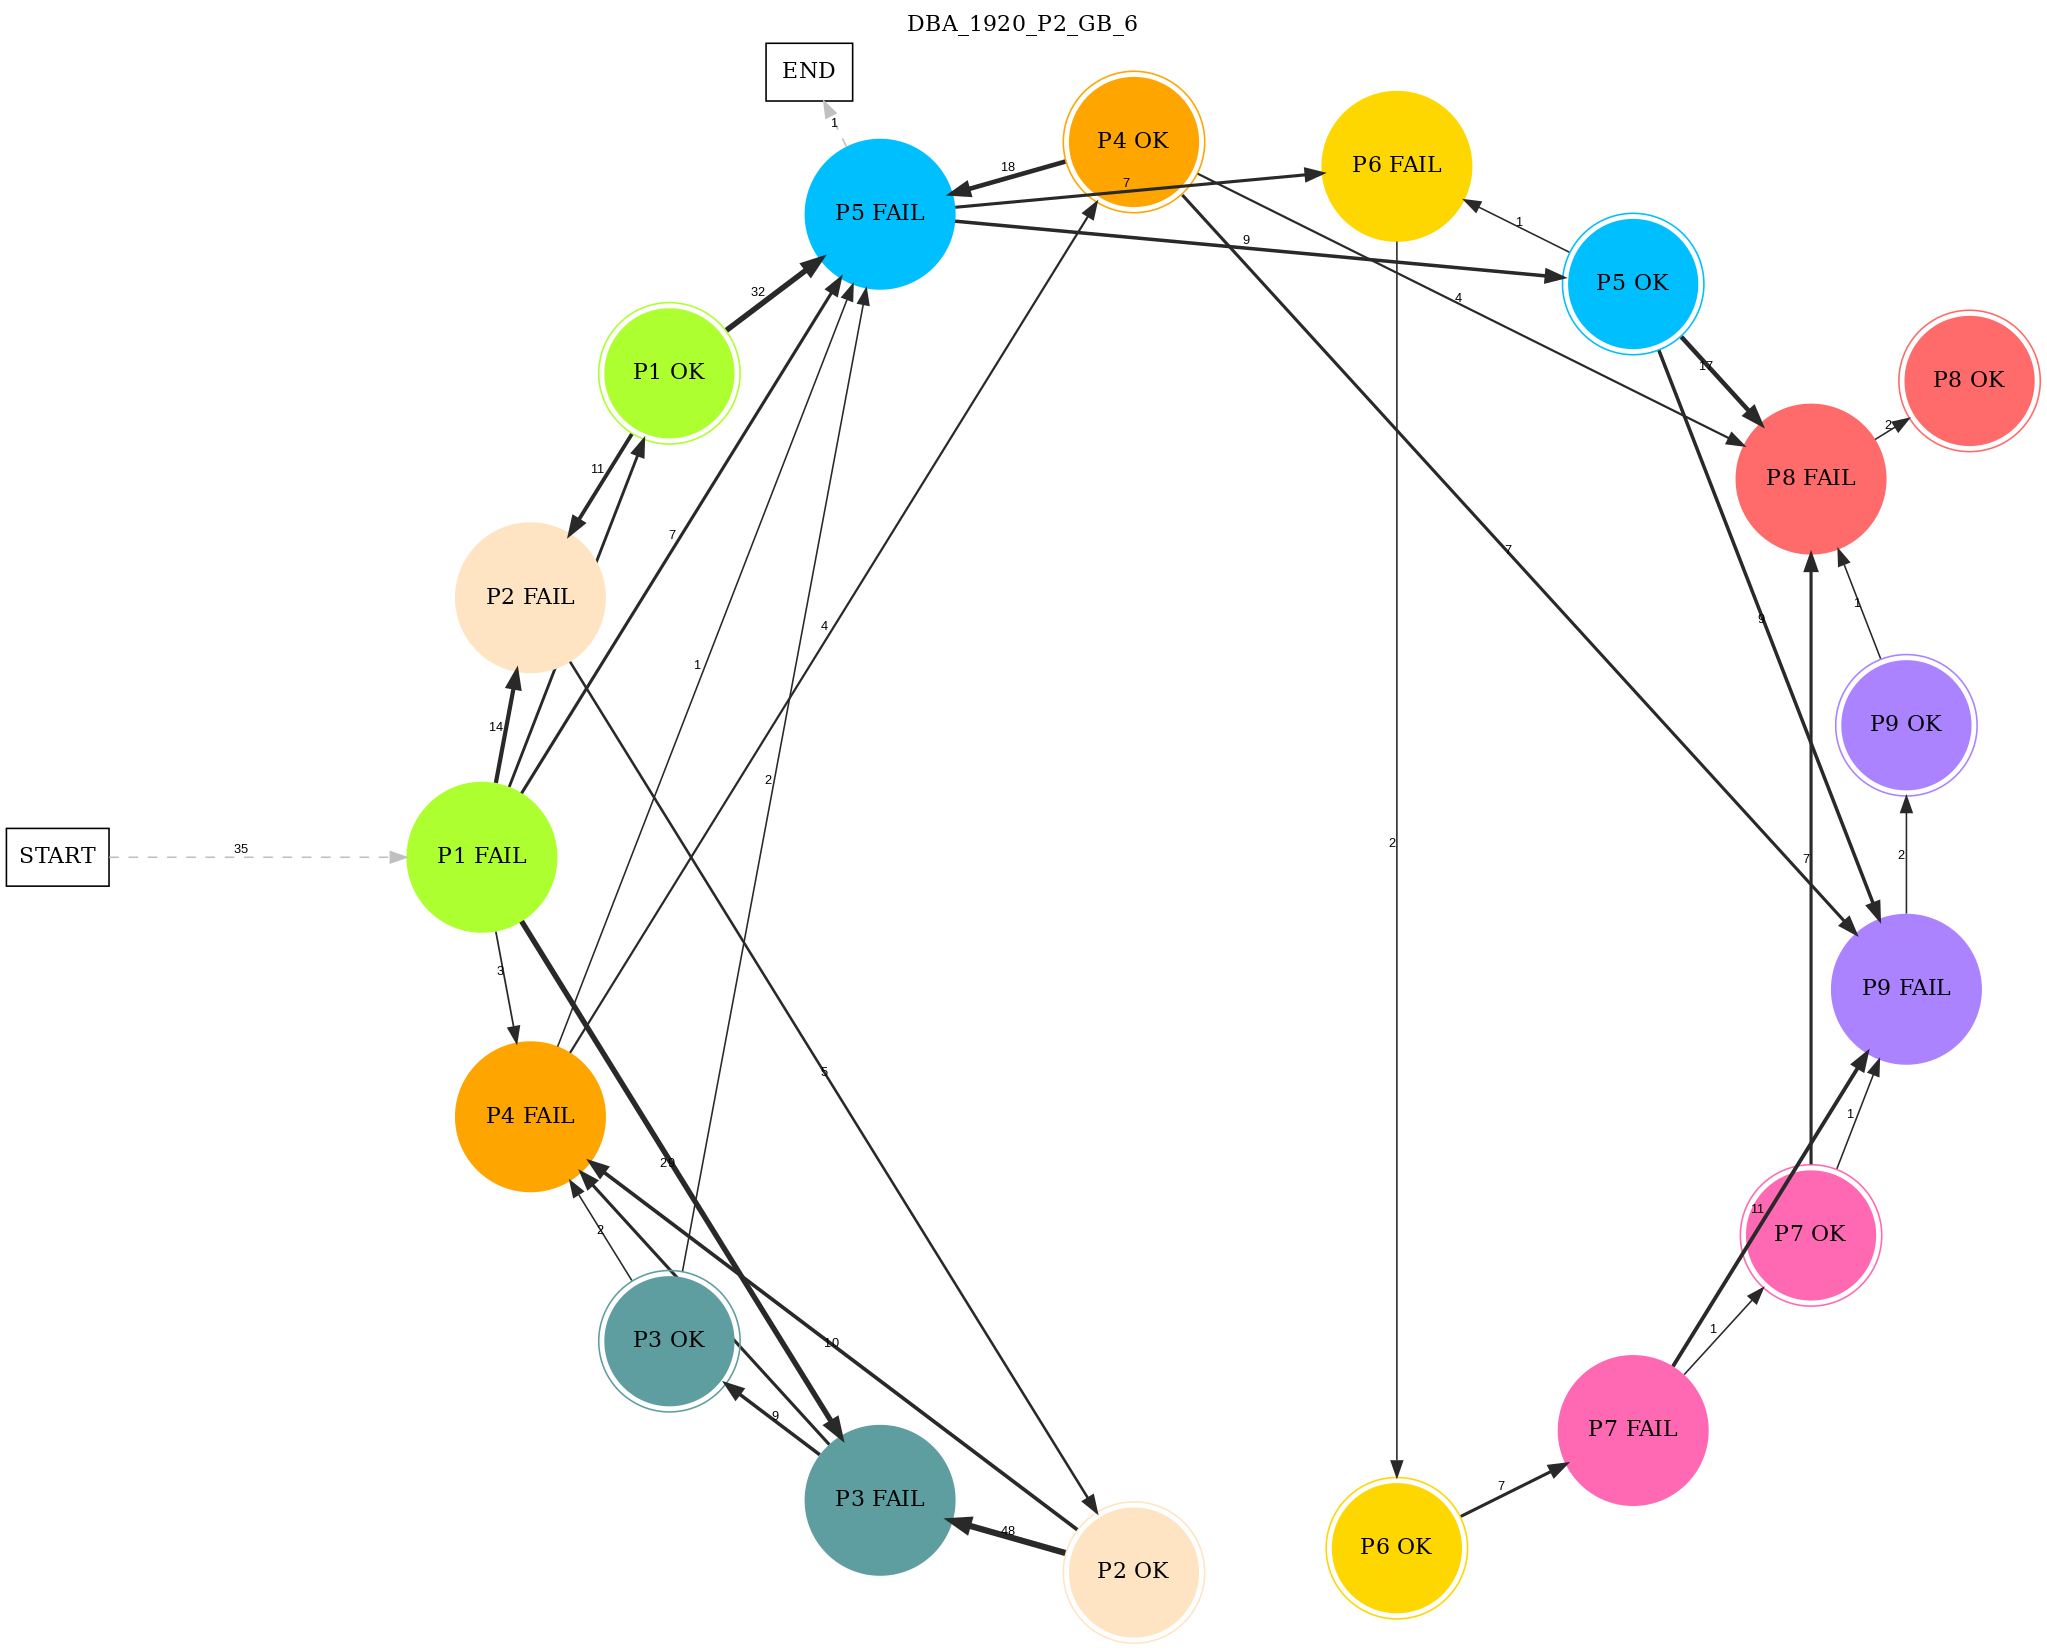 DBA_1920_P2_GB_6
END
P4 OK
P6 FAIL
1
18
7
P5 FAIL
1
9
P5 OK
32
4
17
P8 OK
P1 OK
2
11
P8 FAIL
7
7
P2 FAIL
1
9
4
1
P9 OK
14
2
2
START
35
P1 FAIL
7
2
3
P9 FAIL
5
P4 FAIL
1
11
2
P7 OK
1
P3 OK
10
9
P7 FAIL
7
P3 FAIL
48
P6 OK
P2 OK